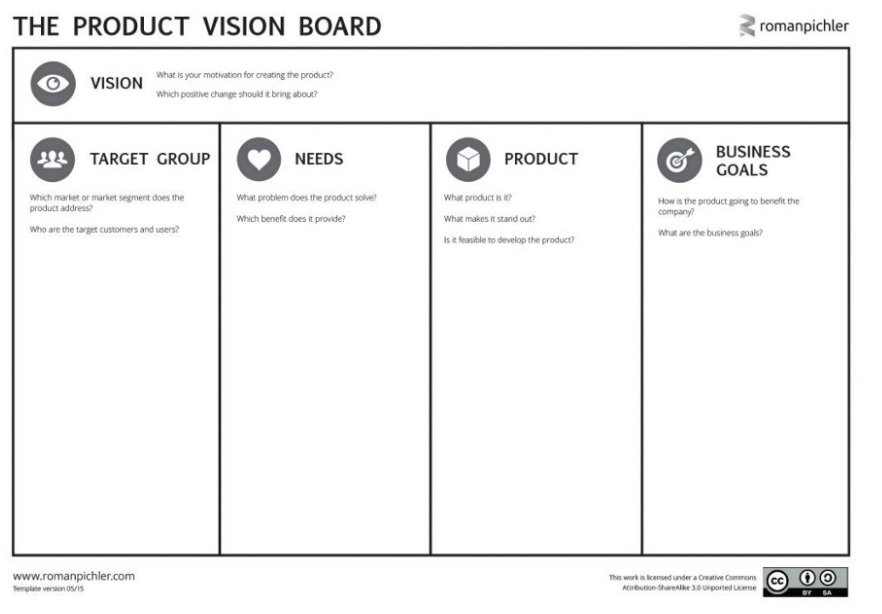 THE PRODUCT VISION BOARD
romanpichler
VISION
What is your motivation for creating the product?
Which positive change should it bring about?
TARGET GROUP
Which market or market segment does the
product address?
Who are the target customers and users?
NEEDS
What problem does the product solve?
Which benefit does it provide?
PRODUCT
What product is it?
What makes it stand out?
Is it feasible to develop the product?
BUSINESS
GOALS
How is the product going to benefit the
company?
What are the business goals?
www.romanpichler.com
Template version 05/15
This work is licensed under a Creative Commons
Attribution-ShareAlike 3.0 Unported License
cc
BY SA